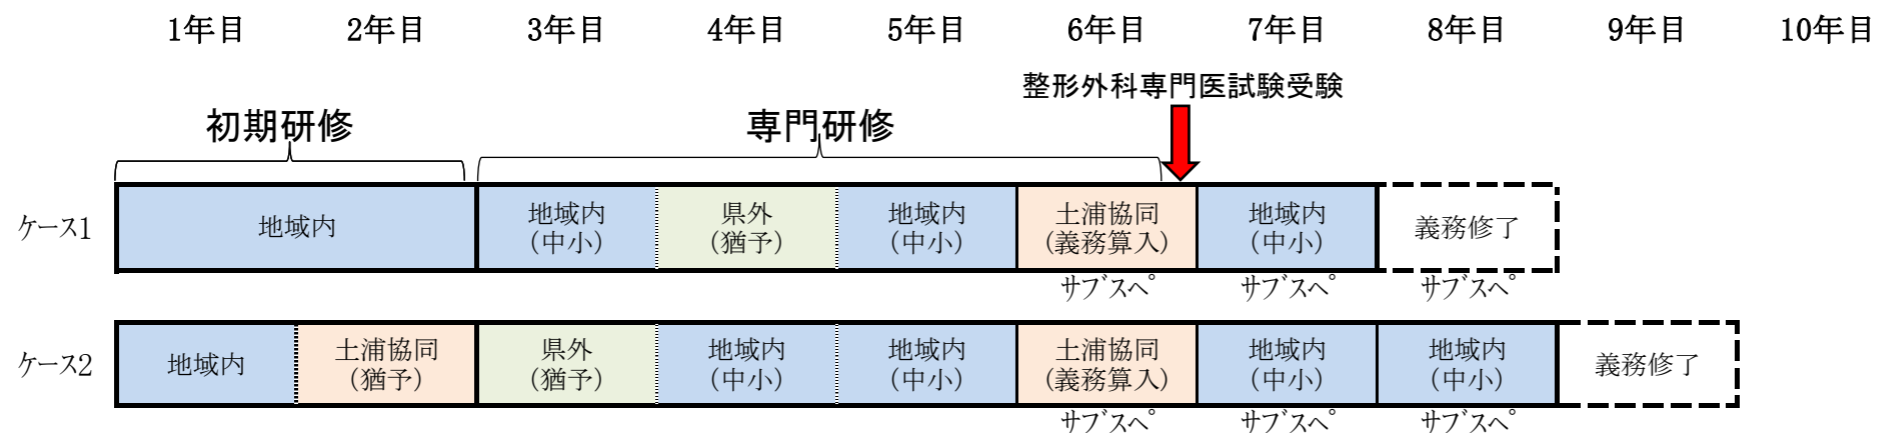 1年目 2年目 3年目 4年目 5年目 6年目 7年目 8年目 9年目 10年目
整形外科専門医試験受験
初期研修 専門研修
ｹｰｽ1
地域内
地域内
(中小)
県外
(猶予)
地域内
(中小)
土浦協同
(義務算入)
地域内
(中小)
義務修了
ｻﾌﾞｽﾍﾟ ｻﾌﾞｽﾍﾟ ｻﾌﾞｽﾍﾟ
ｹｰｽ2
地域内
土浦協同
(猶予)
県外
(猶予)
地域内
(中小)
地域内
(中小)
土浦協同
(義務算入)
地域内
(中小)
地域内
(中小)
義務修了
ｻﾌﾞｽﾍﾟ ｻﾌﾞｽﾍﾟ ｻﾌﾞｽﾍﾟ